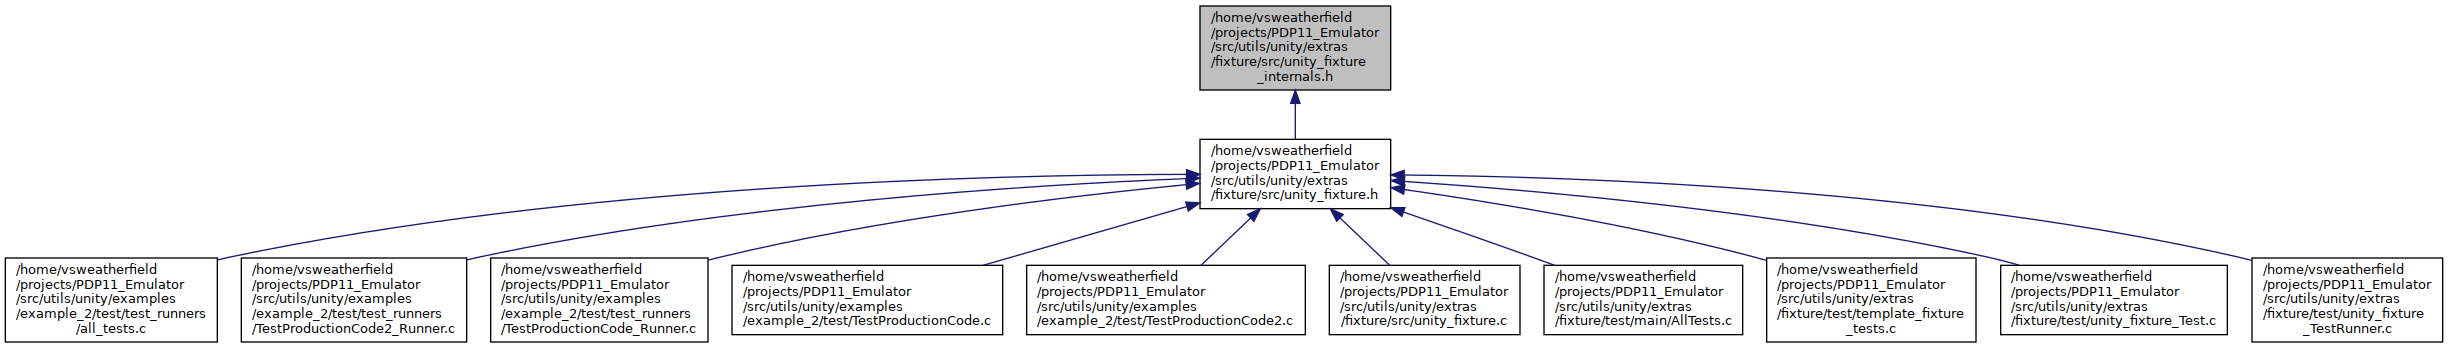 /home/vsweatherfield
/projects/PDP11_Emulator
/src/utils/unity/extras
/fixture/src/unity_fixture
_internals.h
/home/vsweatherfield
/projects/PDP11_Emulator
/src/utils/unity/extras
/fixture/src/unity_fixture.h
/home/vsweatherfield
/projects/PDP11_Emulator
/src/utils/unity/examples
/example_2/test/test_runners
/all_tests.c
/home/vsweatherfield
/projects/PDP11_Emulator
/src/utils/unity/examples
/example_2/test/test_runners
/TestProductionCode2_Runner.c
/home/vsweatherfield
/projects/PDP11_Emulator
/src/utils/unity/examples
/example_2/test/test_runners
/TestProductionCode_Runner.c
/home/vsweatherfield
/projects/PDP11_Emulator
/src/utils/unity/examples
/example_2/test/TestProductionCode.c
/home/vsweatherfield
/projects/PDP11_Emulator
/src/utils/unity/examples
/example_2/test/TestProductionCode2.c
/home/vsweatherfield
/projects/PDP11_Emulator
/src/utils/unity/extras
/fixture/src/unity_fixture.c
/home/vsweatherfield
/projects/PDP11_Emulator
/src/utils/unity/extras
/fixture/test/main/AllTests.c
/home/vsweatherfield
/projects/PDP11_Emulator
/src/utils/unity/extras
/fixture/test/template_fixture
_tests.c
/home/vsweatherfield
/projects/PDP11_Emulator
/src/utils/unity/extras
/fixture/test/unity_fixture_Test.c
/home/vsweatherfield
/projects/PDP11_Emulator
/src/utils/unity/extras
/fixture/test/unity_fixture
_TestRunner.c